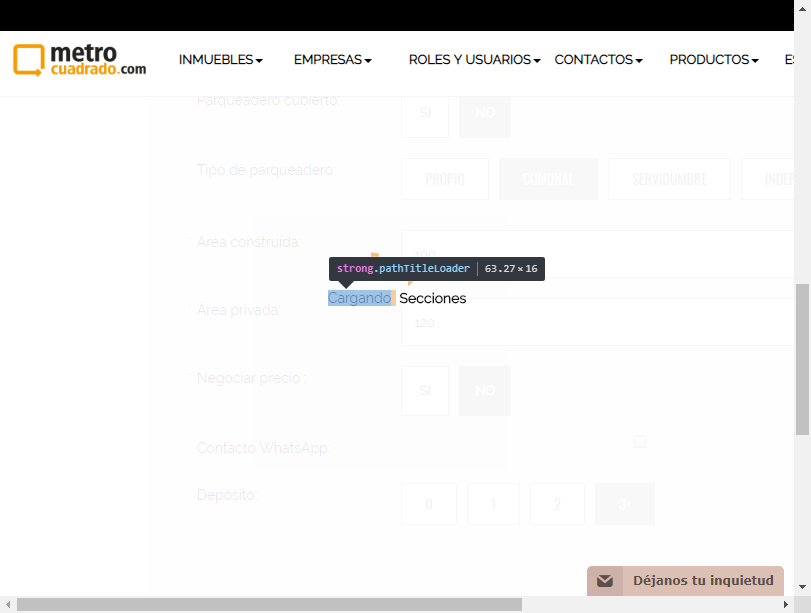 metro
cuadrado.com
INMUEBLES
EMPRESAS
ROLES Y USUARIOS
CONTACTOS
PRODUCTOS
Parqueadero cubierto
SI
NO
Tipo de parqueadero:
PROPIO
COMUNAL
SERVIDUMBRE
* Área construida:
strong.pathTitleLoader
63.27 × 16
Cargando Secciones
* Área privada:
120
* Negociar precio
SI
NO
Contacto WhatsApp
Depósito
0
1
2
3+
Déjanos tu inquietud